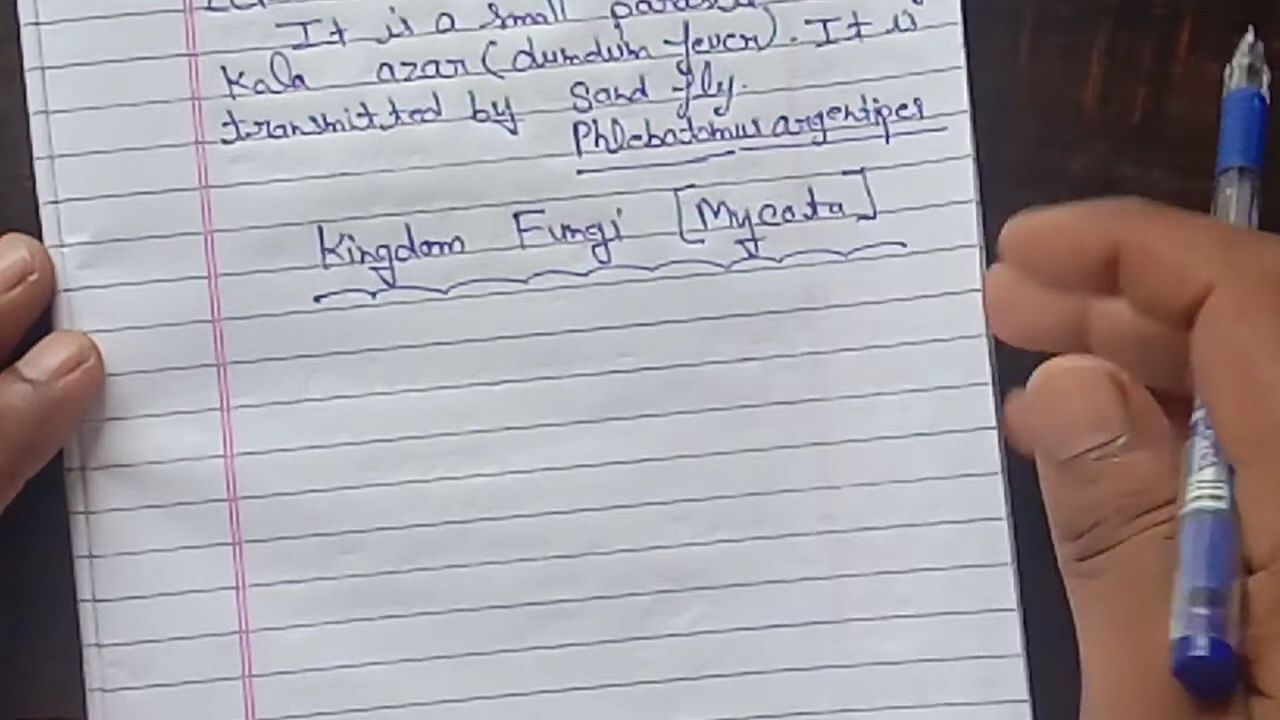 It is a small
Kala azar (dumdum fever). It is
transmitted by Sand fly.
Phlebotomus argentipes
Kingdom Fungi [Mycota]